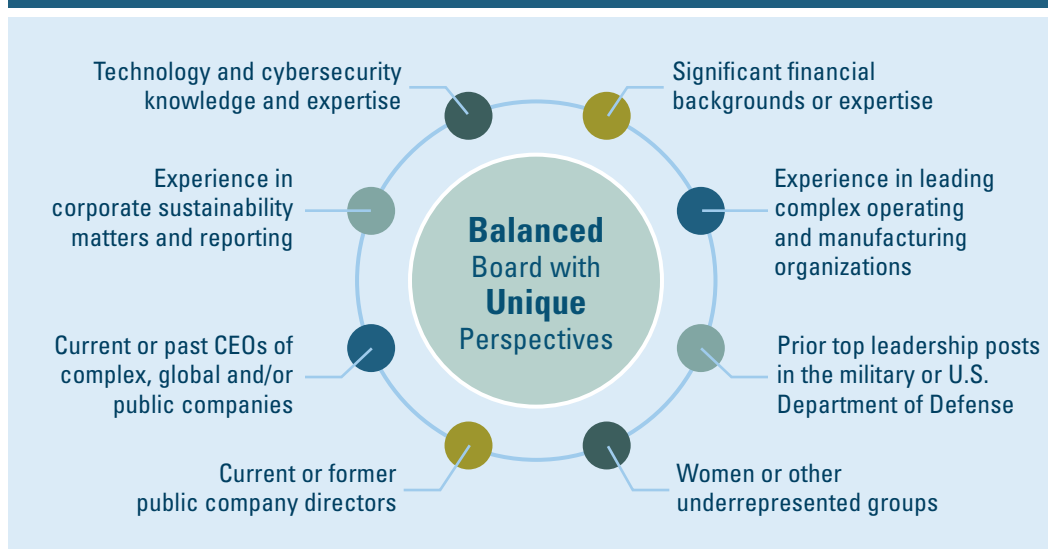 Technology and cybersecurity
knowledge and expertise
Significant financial
backgrounds or expertise
Experience in
corporate sustainability
matters and reporting
Experience in leading
complex operating
and manufacturing
organizations
Balanced
Board with
Unique
Perspectives
Current or past CEOs of
complex, global and/or
public companies
Prior top leadership posts
in the military or U.S.
Department of Defense
Current or former
public company directors
Women or other
underrepresented groups